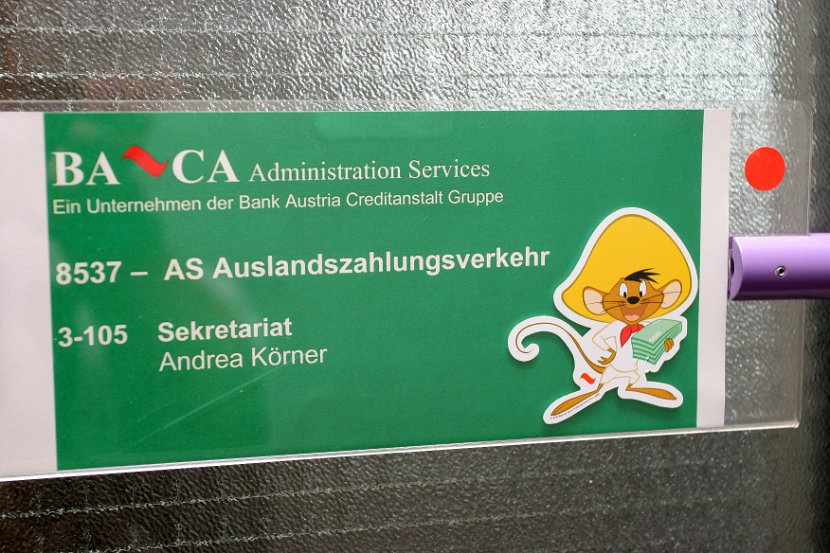 BA CA Administration Services
Ein Unternehmen der Bank Austria Creditanstalt Gruppe
8537 – AS Auslandszahlungsverkehr
3-105 Sekretariat
Andrea Körner